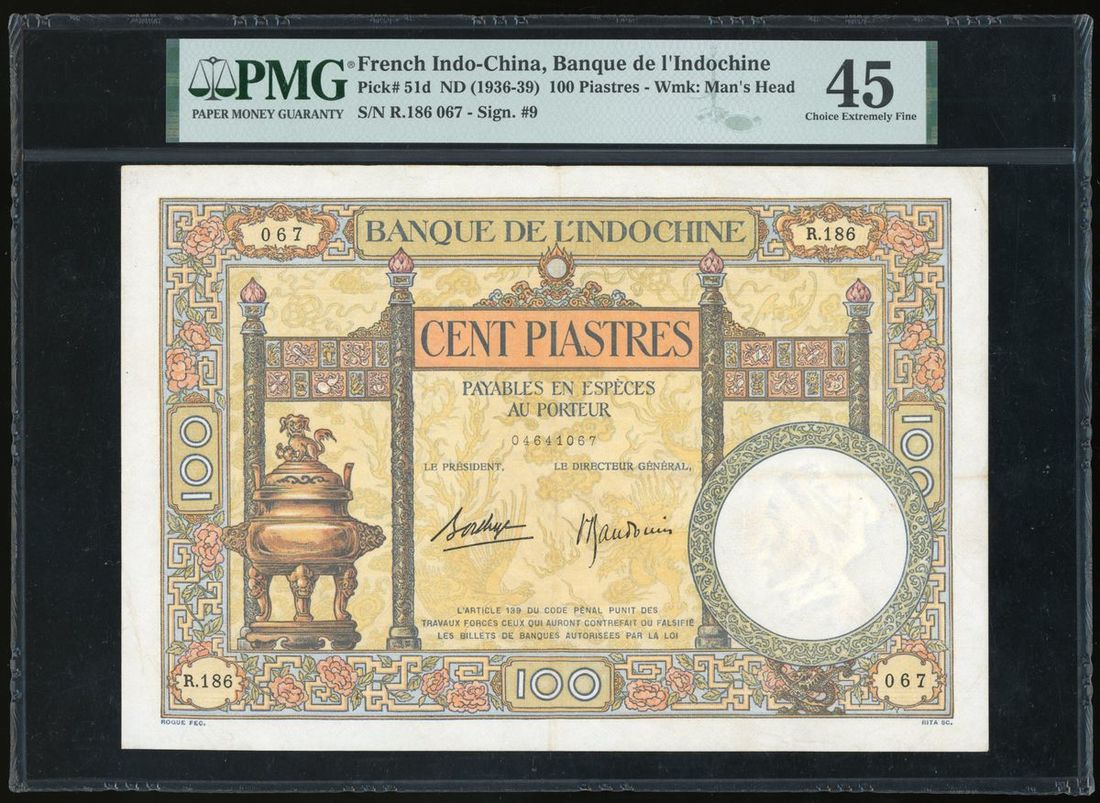 PMG®
PAPER MONEY GUARANTY
French Indo-China, Banque de l'Indochine
Pick# 51d ND (1936-39) 100 Piastres - Wmk: Man's Head
S/N R.186 067 - Sign. #9
45
Choice Extremely Fine
067
BANQUE DE L'INDOCHINE
R.186
CENT PIASTRES
PAYABLES EN ESPÈCES
AU PORTEUR
04641067
100
100
LE PRÉSIDENT,
LE DIRECTEUR GÉNÉRAL,
L'ARTICLE 139 DU CODE PÉNAL PUNIT DES
TRAVAUX FORCÉS CEUX QUI AURONT CONTREFAIT OU FALSIFIÉ
LES BILLETS DE BANQUES AUTORISÉES PAR LA LOI
R.186
100
067
ROQUE FEC.
RITA SC.